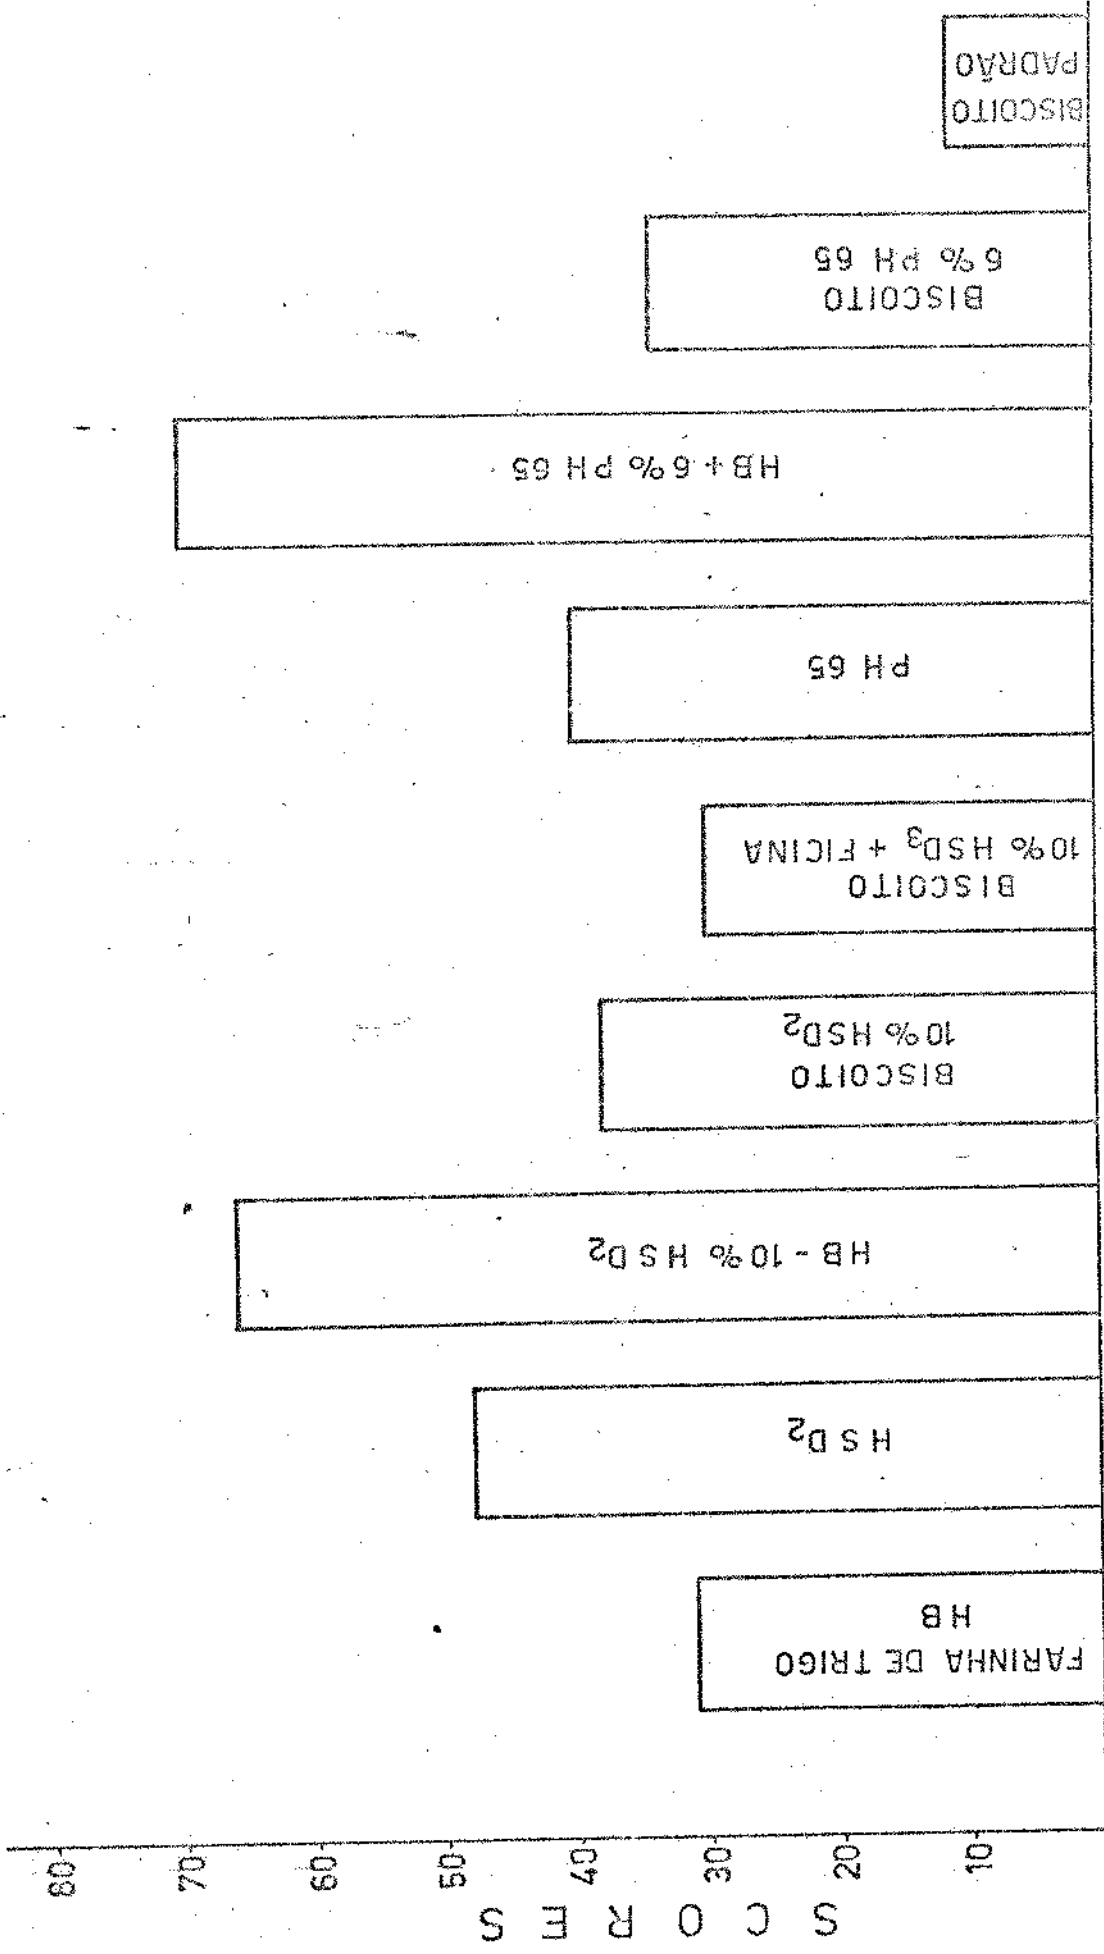 BISCOITO
PADRÃO
BISCOITO
6% PH 65
HB + 6% PH 65
PH 65
BISCOITO
10% HSD₃ + FICINA
BISCOITO
10% HSD₂
HB - 10% HSD₂
HSD₂
FARINHA DE TRIGO
HB
10
20
30
40
50
60
70
80
SCORES